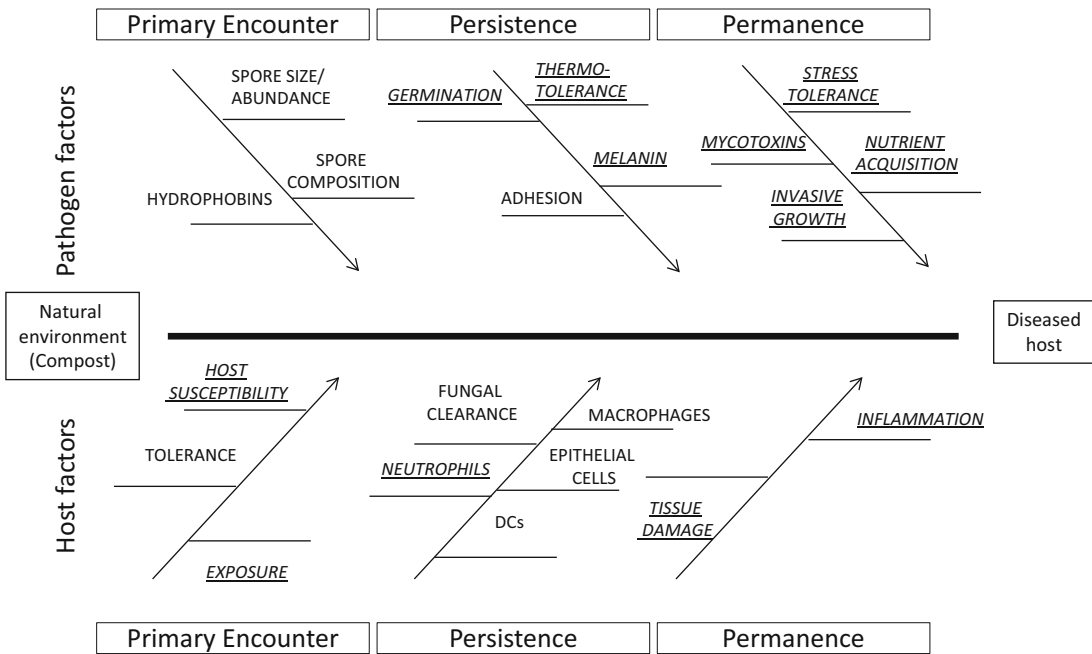 Primary Encounter
Persistence
Permanence
Pathogen factors
SPORE SIZE/
ABUNDANCE
SPORE
COMPOSITION
HYDROPHOBINS
THERMO-
TOLERANCE
GERMINATION
MELANIN
ADHESION
STRESS
TOLERANCE
MYCOTOXINS
NUTRIENT
ACQUISITION
INVASIVE
GROWTH
Natural
environment
(Compost)
Diseased
host
Host factors
HOST
SUSCEPTIBILITY
TOLERANCE
EXPOSURE
FUNGAL
CLEARANCE
MACROPHAGES
NEUTROPHILS
EPITHELIAL
CELLS
DCs
INFLAMMATION
TISSUE
DAMAGE
Primary Encounter
Persistence
Permanence